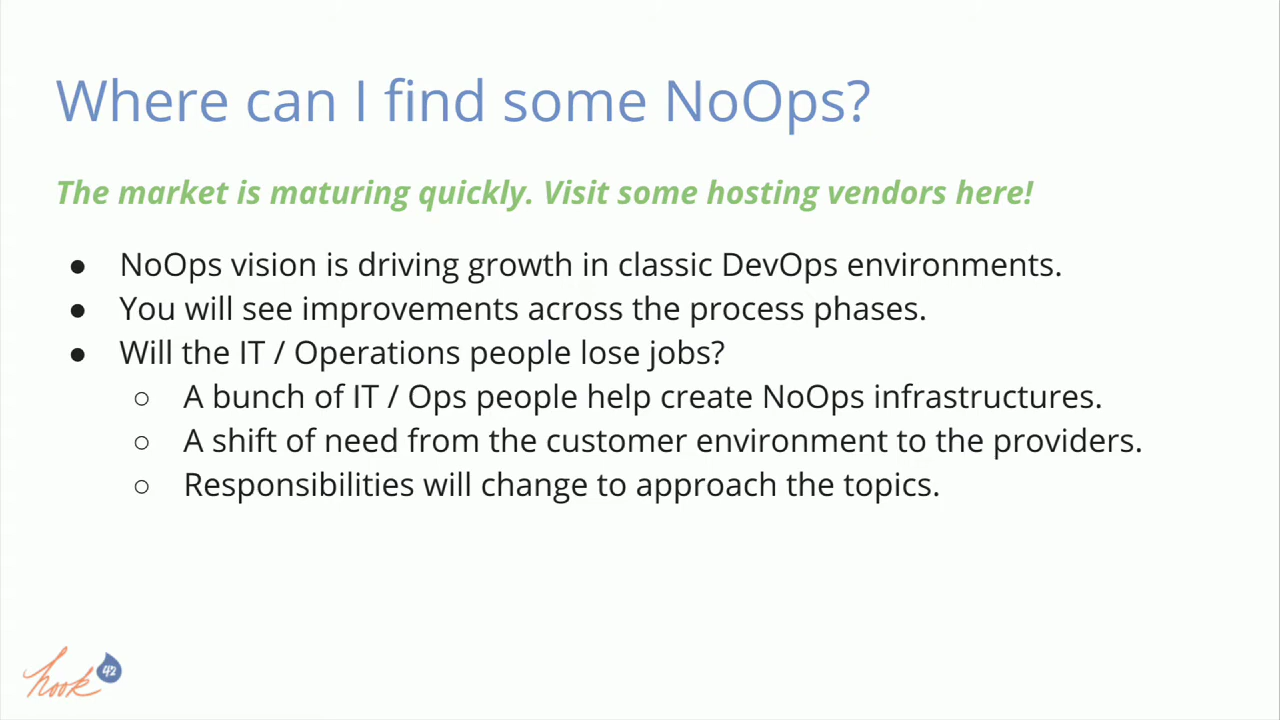 Where can I find some NoOps?
The market is maturing quickly. Visit some hosting vendors here!
● NoOps vision is driving growth in classic DevOps environments.
● You will see improvements across the process phases.
● Will the IT / Operations people lose jobs?
○ A bunch of IT / Ops people help create NoOps infrastructures.
○ A shift of need from the customer environment to the providers.
○ Responsibilities will change to approach the topics.
hook 42